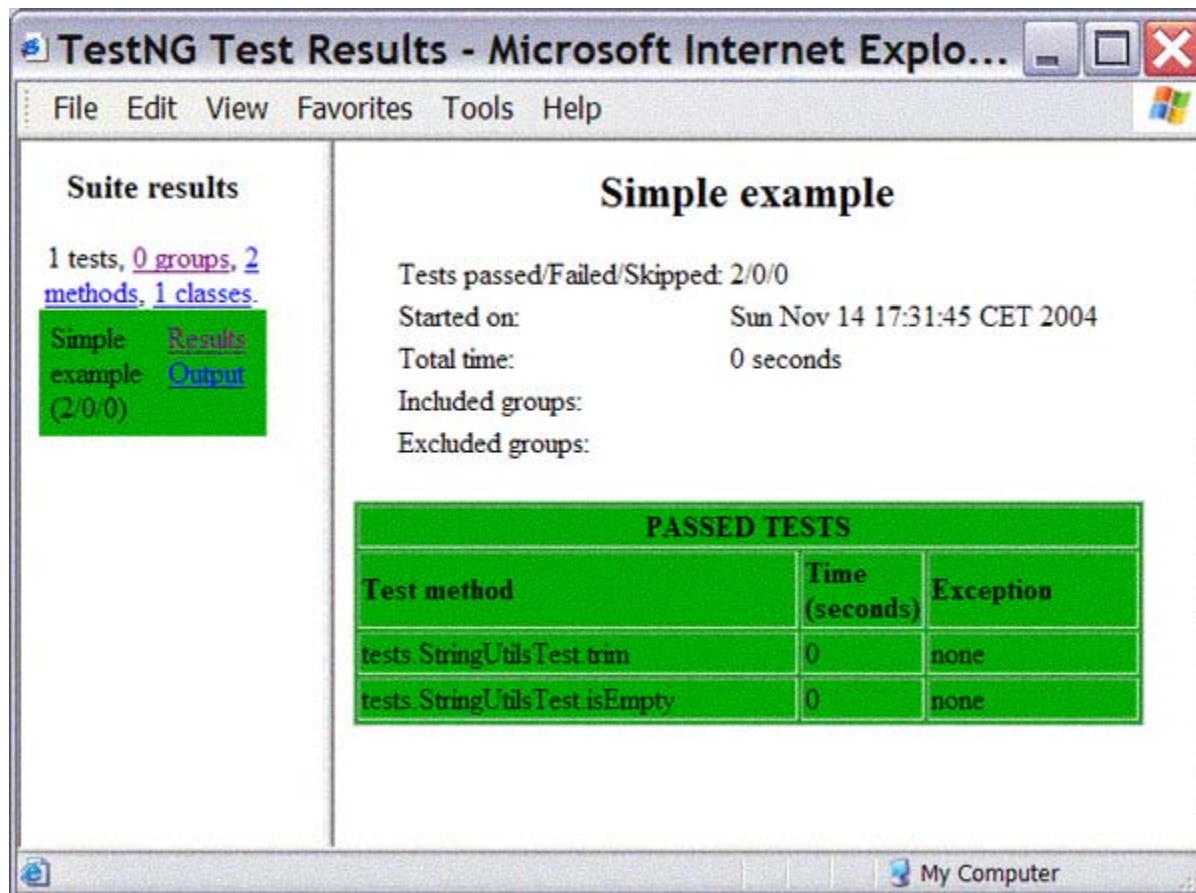 TestNG Test Results - Microsoft Internet Explo...
File Edit View Favorites Tools Help
Suite results
1 tests, 0 groups, 2
methods, 1 classes.
Simple Results
example Output
(2/0/0)
Simple example
Tests passed/Failed/Skipped: 2/0/0
Started on: Sun Nov 14 17:31:45 CET 2004
Total time: 0 seconds
Included groups:
Excluded groups:
PASSED TESTS
Test method Time (seconds) Exception
tests.StringUtilsTest.trim 0 none
tests.StringUtilsTest.isEmpty 0 none
My Computer